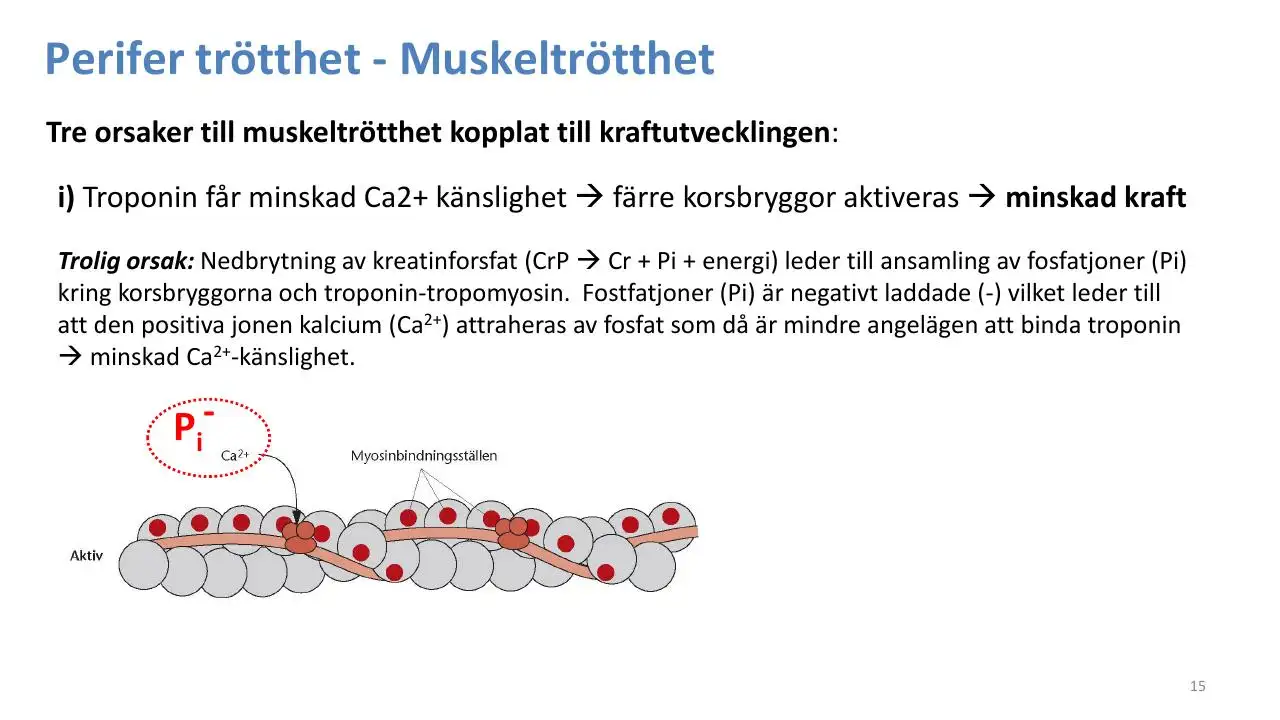 Perifer trötthet - Muskeltrötthet
Tre orsaker till muskeltrötthet kopplat till kraftutvecklingen:
i) Troponin får minskad Ca2+ känslighet → färre korsbryggor aktiveras → minskad kraft
Trolig orsak: Nedbrytning av kreatinforsfat (CrP → Cr + Pi + energi) leder till ansamling av fosfatjoner (Pi)
kring korsbryggorna och troponin-tropomyosin. Fostfatjoner (Pi) är negativt laddade (-) vilket leder till
att den positiva jonen kalcium (Ca²⁺) attraheras av fosfat som då är mindre angelägen att binda troponin
→ minskad Ca²⁺-känslighet.
Pᵢ⁻
Ca²⁺
Myosinbindningsställen
Aktiv
15